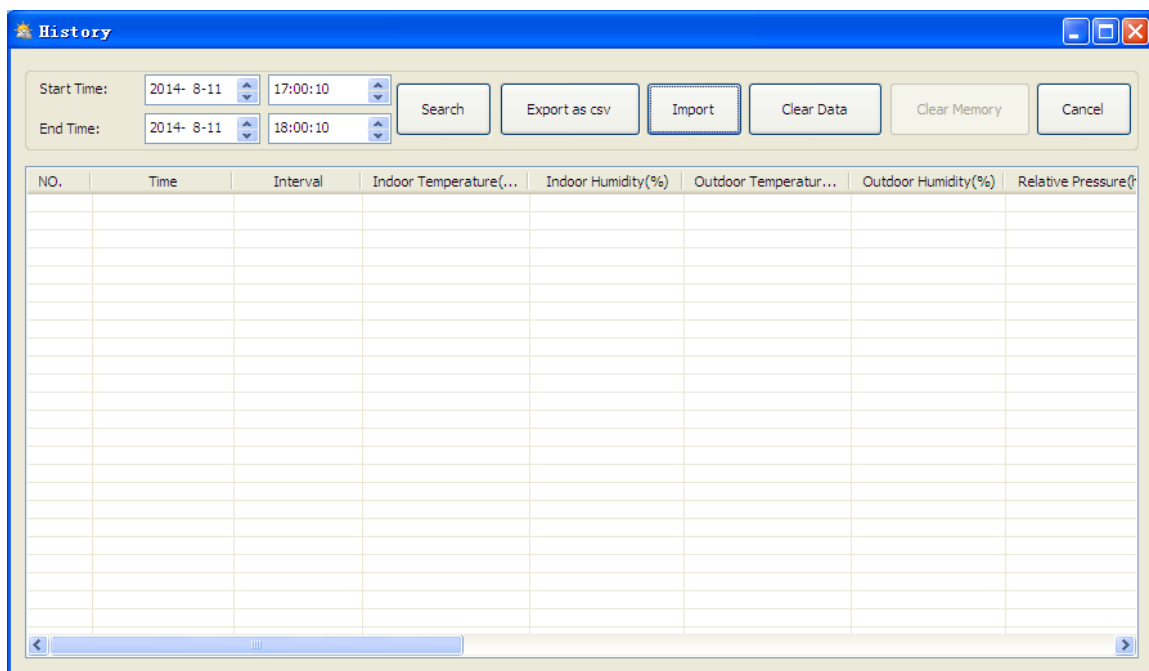 History
Start Time: 2014- 8-11 17:00:10
End Time: 2014- 8-11 18:00:10
Search Export as csv Import Clear Data Clear Memory Cancel
NO. Time Interval Indoor Temperature(... Indoor Humidity(%) Outdoor Temperatur... Outdoor Humidity(%) Relative Pressure(h